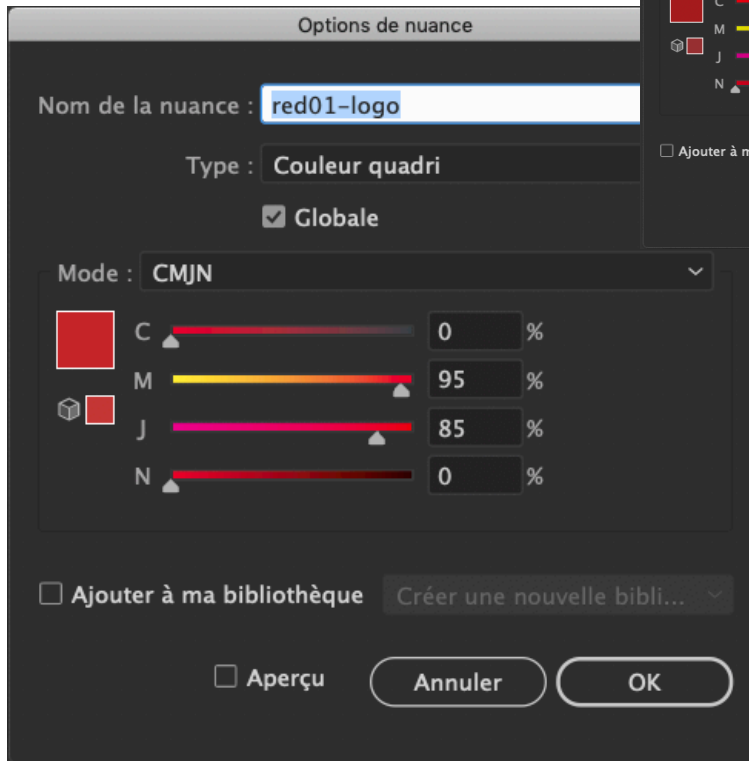 Options de nuance
Nom de la nuance : red01-logo
Type : Couleur quadri
Globale
Mode : CMJN
C 0 %
M 95 %
J 85 %
N 0 %
Ajouter à ma bibliothèque Créer une nouvelle bibli...
Aperçu Annuler OK
C
M
J
N
Ajouter à m